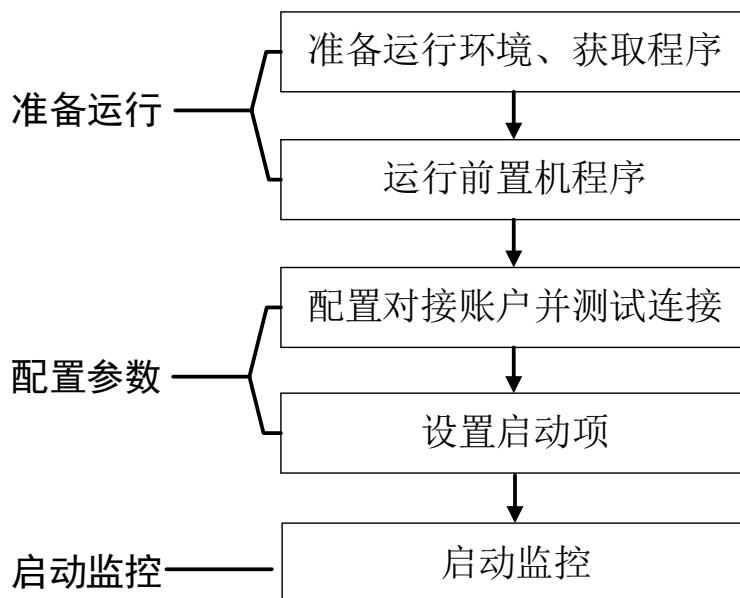 准备运行环境、获取程序
准备运行
运行前置机程序
配置对接账户并测试连接
配置参数
设置启动项
启动监控
启动监控